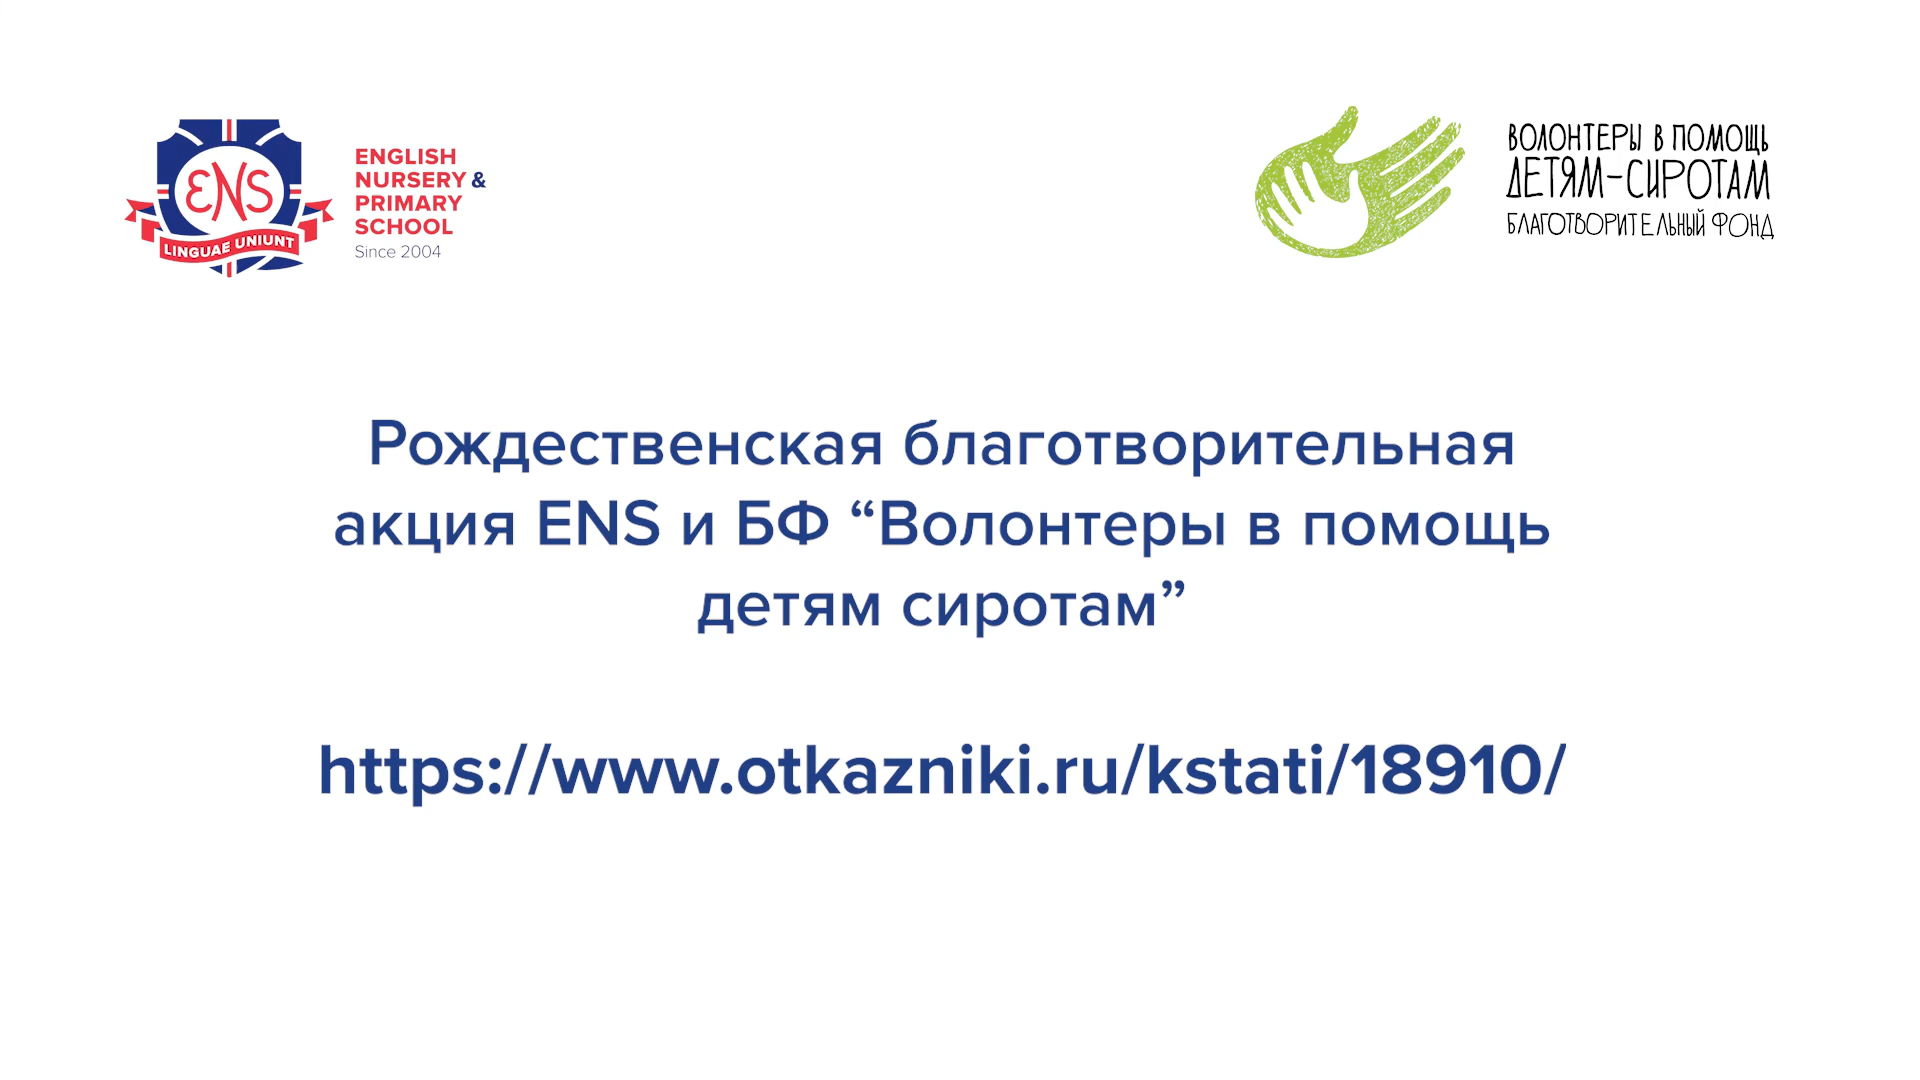 ENS
LINGUAE UNIUNT
ENGLISH
NURSERY &
PRIMARY
SCHOOL
Since 2004
ВОЛОНТЕРЫ В ПОМОЩЬ
ДЕТЯМ-СИРОТАМ
БЛАГОТВОРИТЕЛЬНЫЙ ФОНД
Рождественская благотворительная
акция ENS и БФ “Волонтеры в помощь
детям сиротам”
https://www.otkazniki.ru/kstati/18910/